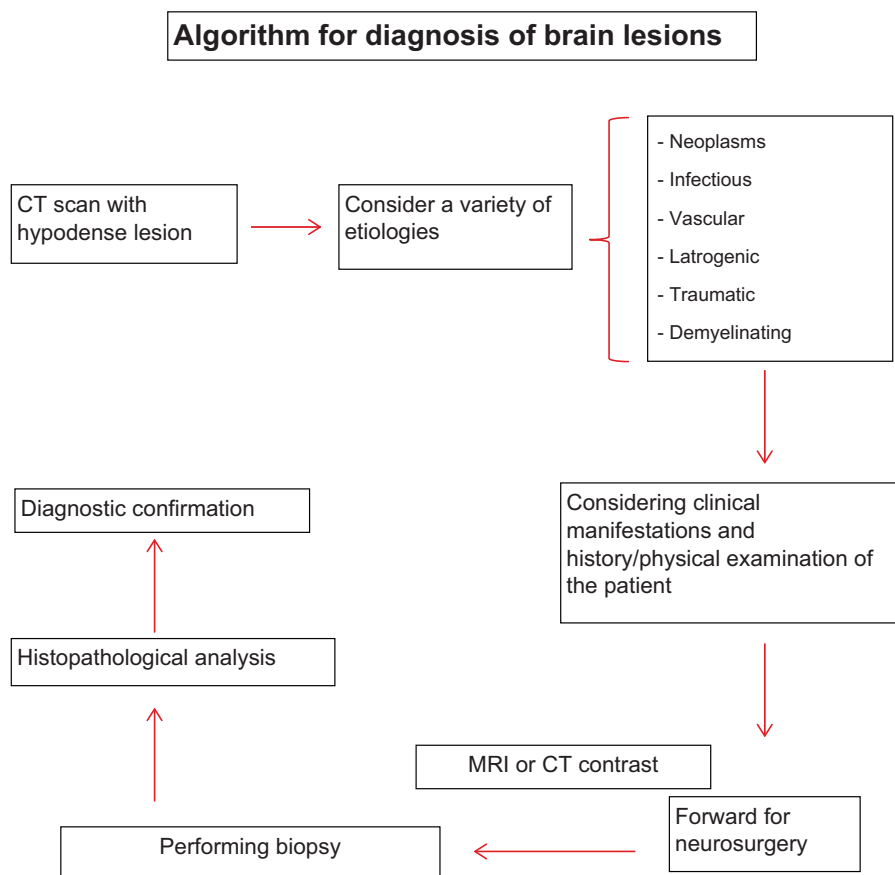 Algorithm for diagnosis of brain lesions
CT scan with
hypodense lesion
Consider a variety of
etiologies
- Neoplasms
- Infectious
- Vascular
- Latrogenic
- Traumatic
- Demyelinating
Considering clinical
manifestations and
history/physical examination of
the patient
MRI or CT contrast
Forward for
neurosurgery
Performing biopsy
Histopathological analysis
Diagnostic confirmation